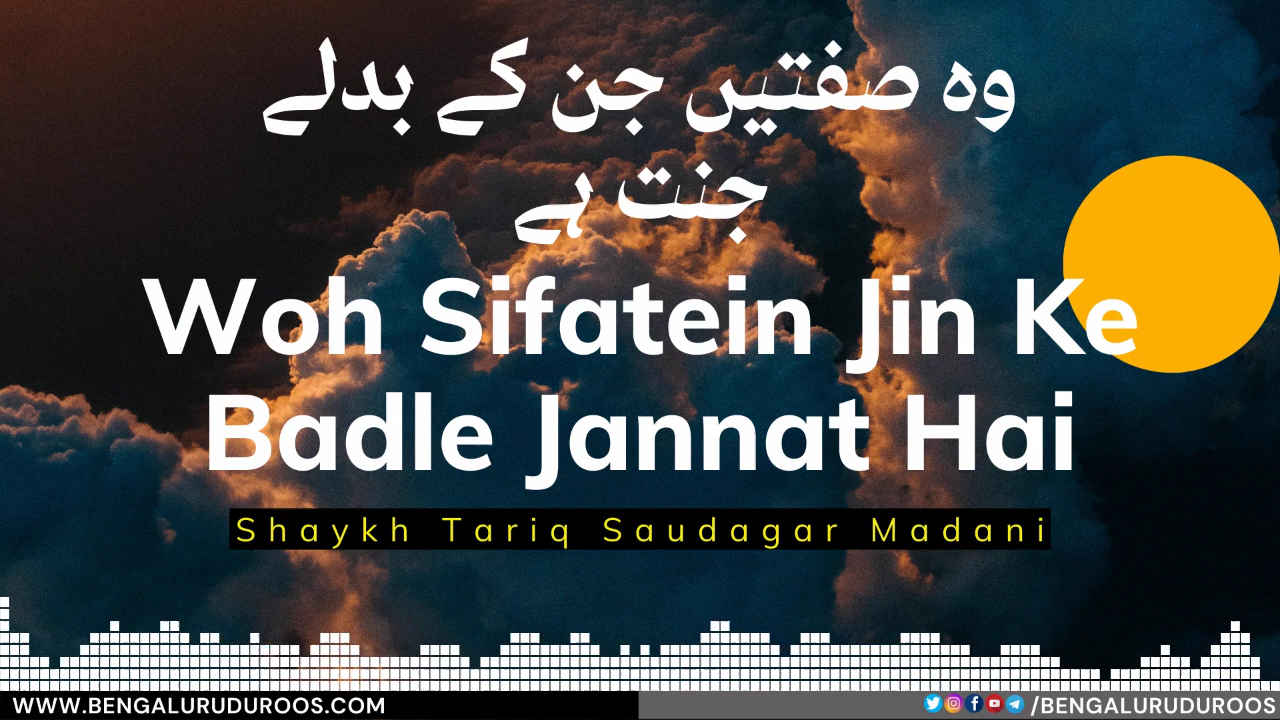 وہ صفتیں جن کے بدلے
جنت ہے
Woh Sifatein Jin Ke
Badle Jannat Hai
Shaykh Tariq Saudagar Madani
WWW.BENGALURUDUROOS.COM
/BENGALURUDUROOS